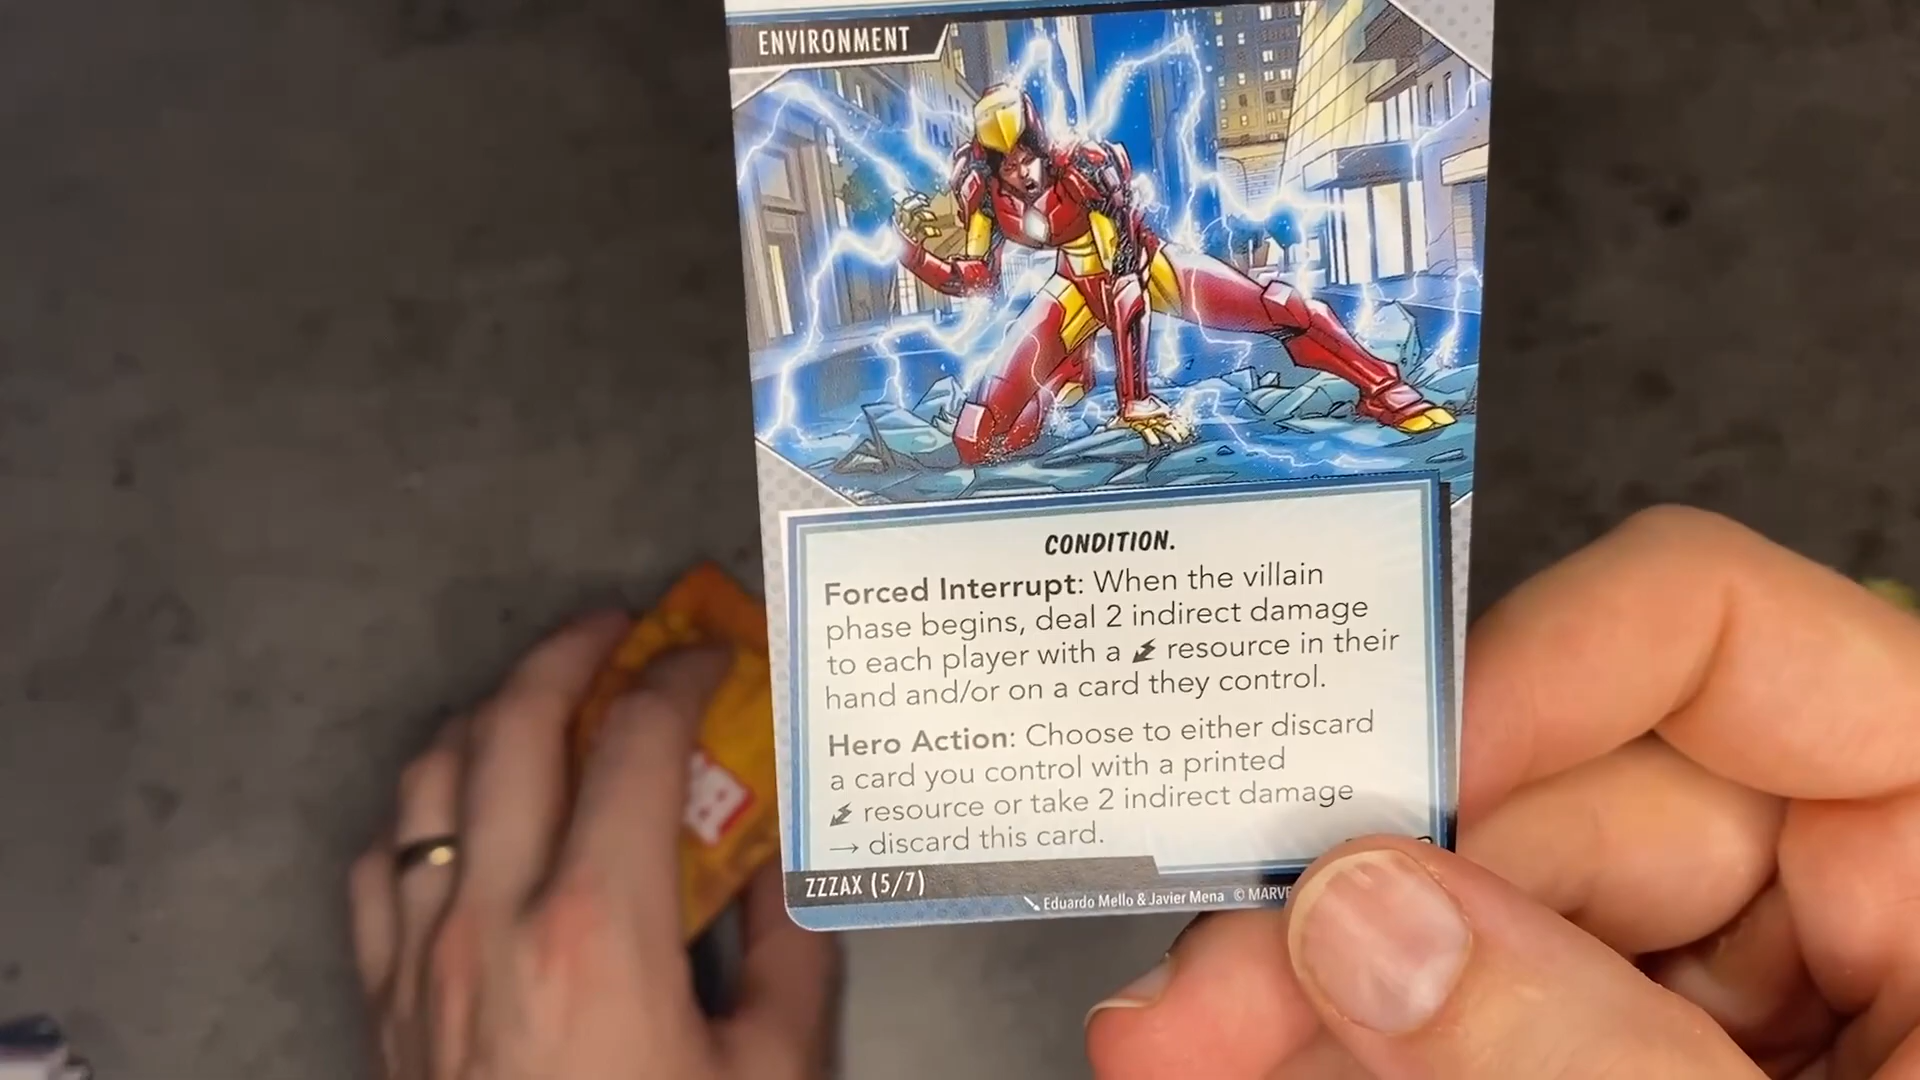 ENVIRONMENT
CONDITION.
Forced Interrupt: When the villain
phase begins, deal 2 indirect damage
to each player with a resource in their
hand and/or on a card they control.
Hero Action: Choose to either discard
a card you control with a printed
resource or take 2 indirect damage
→ discard this card.
ZZZAX (5/7)
Eduardo Mello & Javier Mena © MARVE